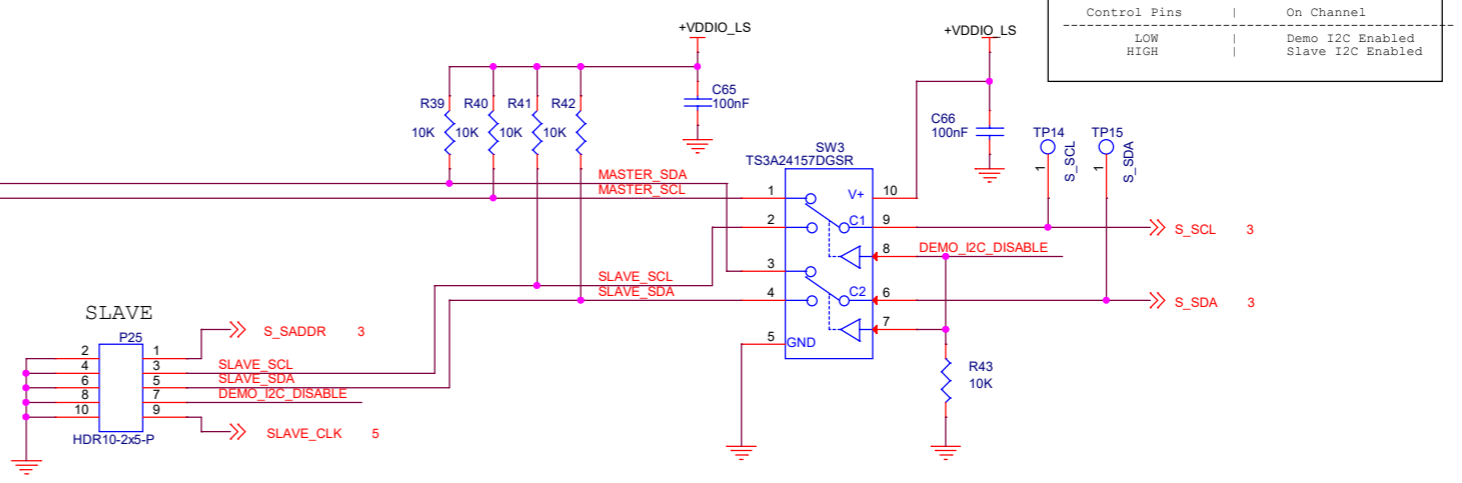 Control Pins | On Channel
LOW | Demo I2C Enabled
HIGH | Slave I2C Enabled
+VDDIO_LS
+VDDIO_LS
C65
100nF
R39 R40 R41 R42
10K 10K 10K 10K
C66
100nF
TP14
TP15
1 S_SCL
1 S_SDA
SW3
TS3A24157DGSR
MASTER_SDA
MASTER_SCL
1
2
3
4
5
V+
C1
C2
GND
10
9
8
6
7
DEMO_I2C_DISABLE
S_SCL 3
S_SDA 3
SLAVE_SCL
SLAVE_SDA
R43
10K
SLAVE
P25
2 1
4 3
6 5
8 7
10 9
HDR10-2x5-P
S_SADDR 3
SLAVE_SCL
SLAVE_SDA
DEMO_I2C_DISABLE
SLAVE_CLK 5